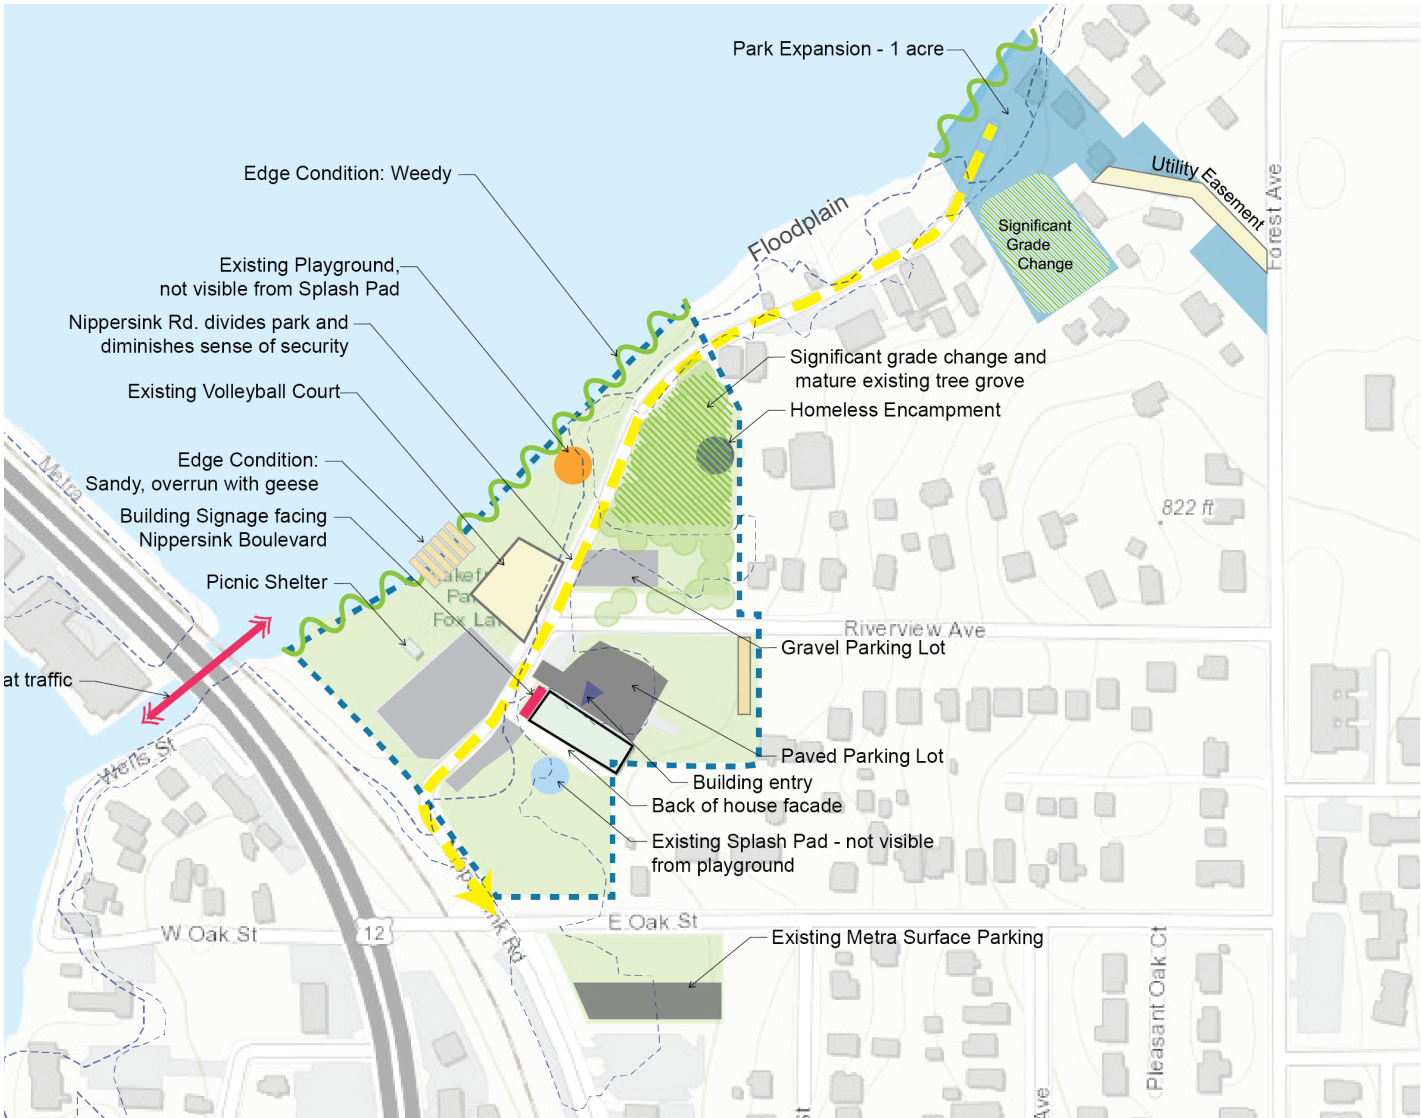 Park Expansion - 1 acre
Utility Easement
Forest Ave
Edge Condition: Weedy
Floodplain
Significant
Grade
Change
Existing Playground,
not visible from Splash Pad
Nippersink Rd. divides park and
diminishes sense of security
Significant grade change and
mature existing tree grove
Existing Volleyball Court
Homeless Encampment
Metra
Edge Condition:
Sandy, overrun with geese
822 ft
Building Signage facing
Nippersink Boulevard
Picnic Shelter
Riverview Ave
Gravel Parking Lot
at traffic
Wells St
Paved Parking Lot
Building entry
Back of house facade
Existing Splash Pad - not visible
from playground
W Oak St
12
nk Rd
E Oak St
Existing Metra Surface Parking
Pleasant Oak Ct
St
Ave